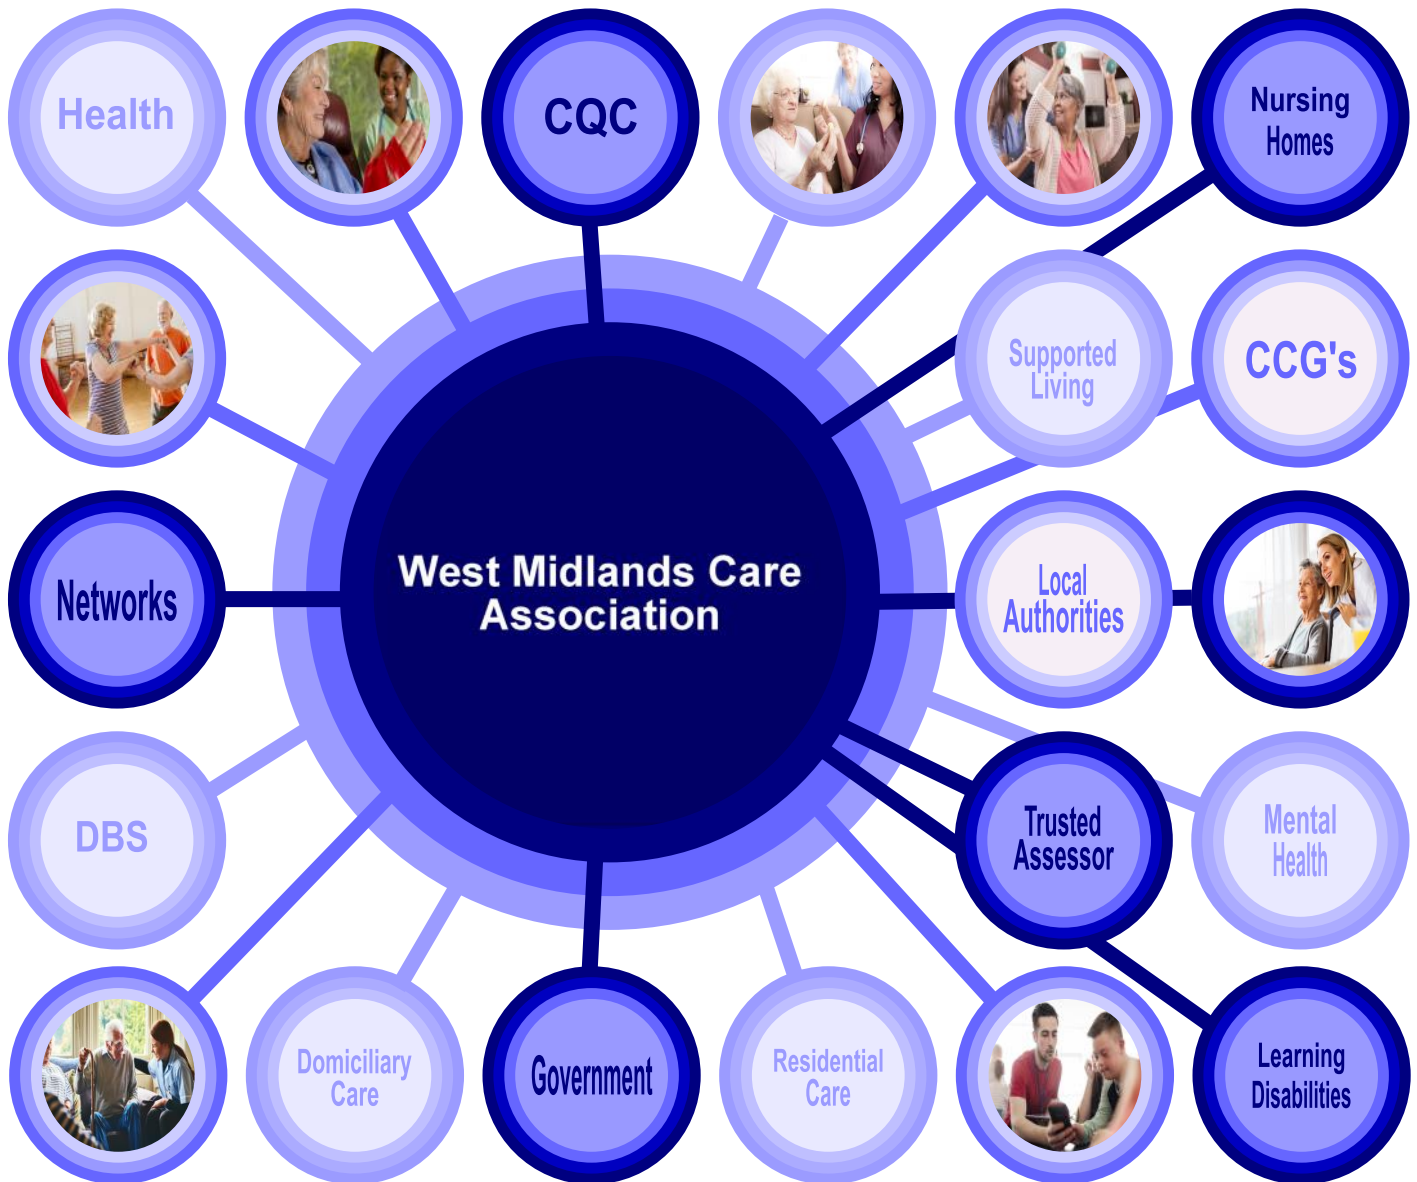 Health
CQC
Nursing
Homes
Supported
Living
CCG's
West Midlands Care
Association
Networks
Local
Authorities
DBS
Trusted
Assessor
Mental
Health
Domiciliary
Care
Government
Residential
Care
Learning
Disabilities